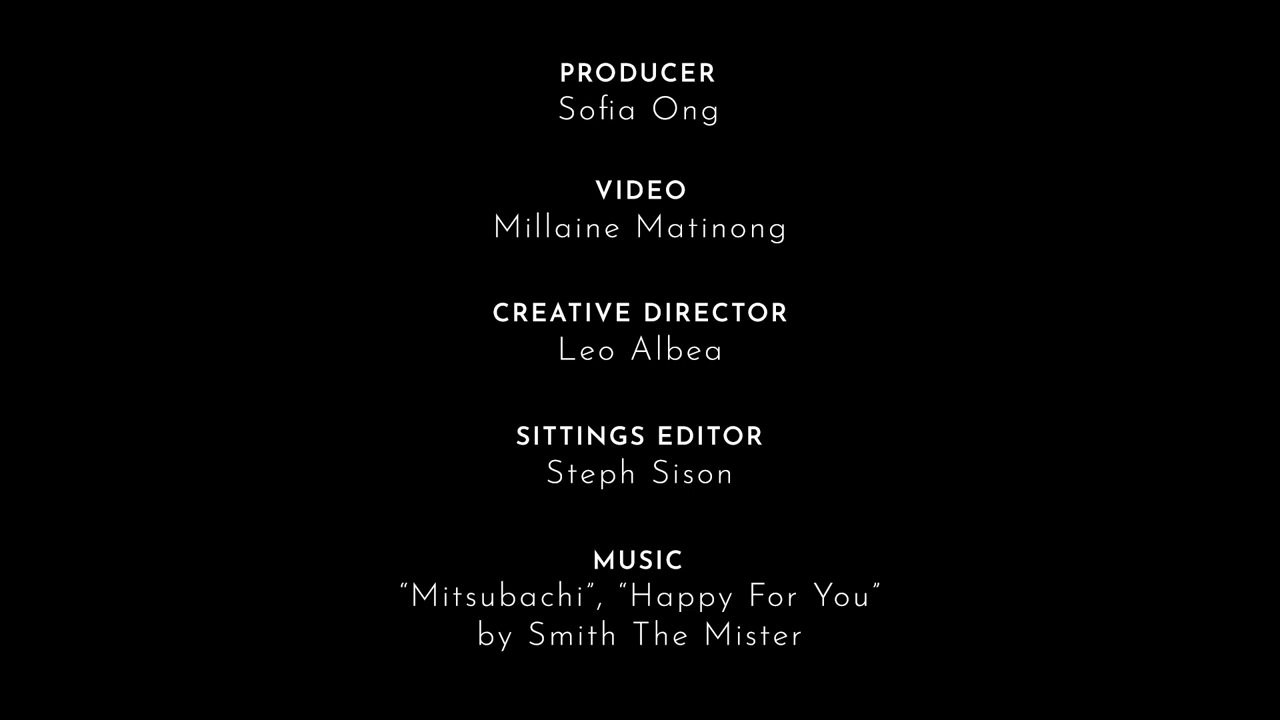 PRODUCER
Sofia Ong
VIDEO
Millaine Matinong
CREATIVE DIRECTOR
Leo Albea
SITTINGS EDITOR
Steph Sison
MUSIC
“Mitsubachi”, “Happy For You”
by Smith The Mister